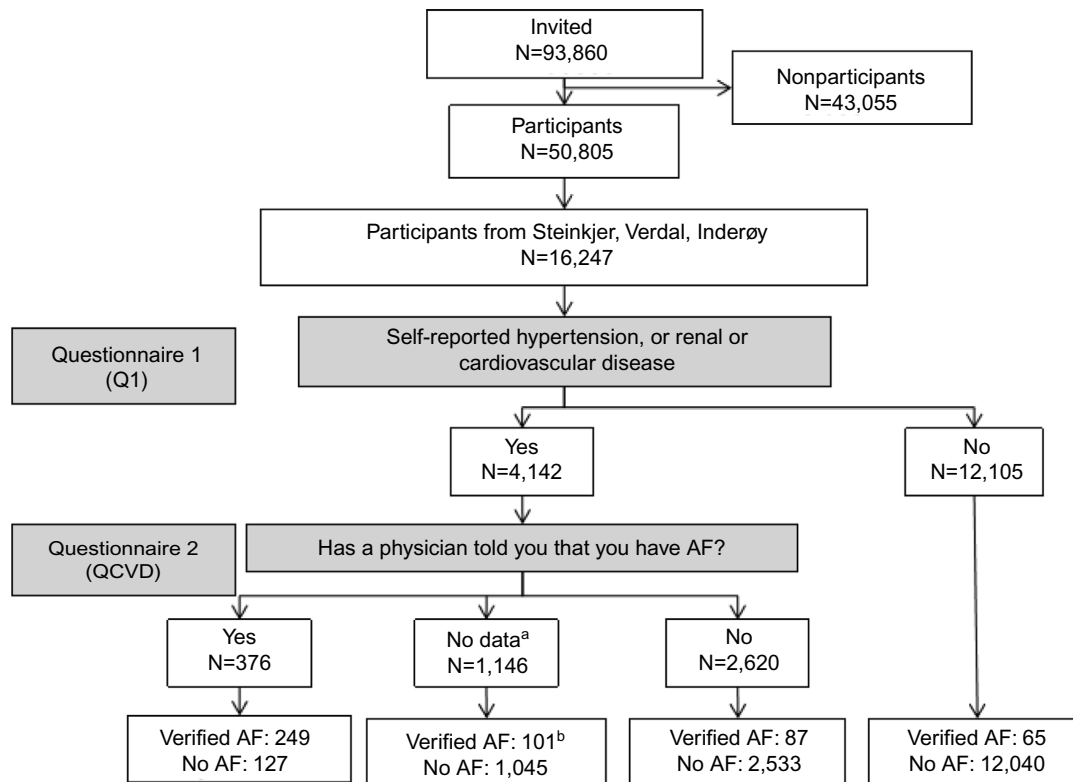 Invited
N=93,860
Nonparticipants
N=43,055
Participants
N=50,805
Participants from Steinkjer, Verdal, Inderøy
N=16,247
Questionnaire 1
(Q1)
Self-reported hypertension, or renal or
cardiovascular disease
Yes
N=4,142
No
N=12,105
Questionnaire 2
(QCVD)
Has a physician told you that you have AF?
Yes
N=376
No dataᵃ
N=1,146
No
N=2,620
Verified AF: 249
No AF: 127
Verified AF: 101ᵇ
No AF: 1,045
Verified AF: 87
No AF: 2,533
Verified AF: 65
No AF: 12,040